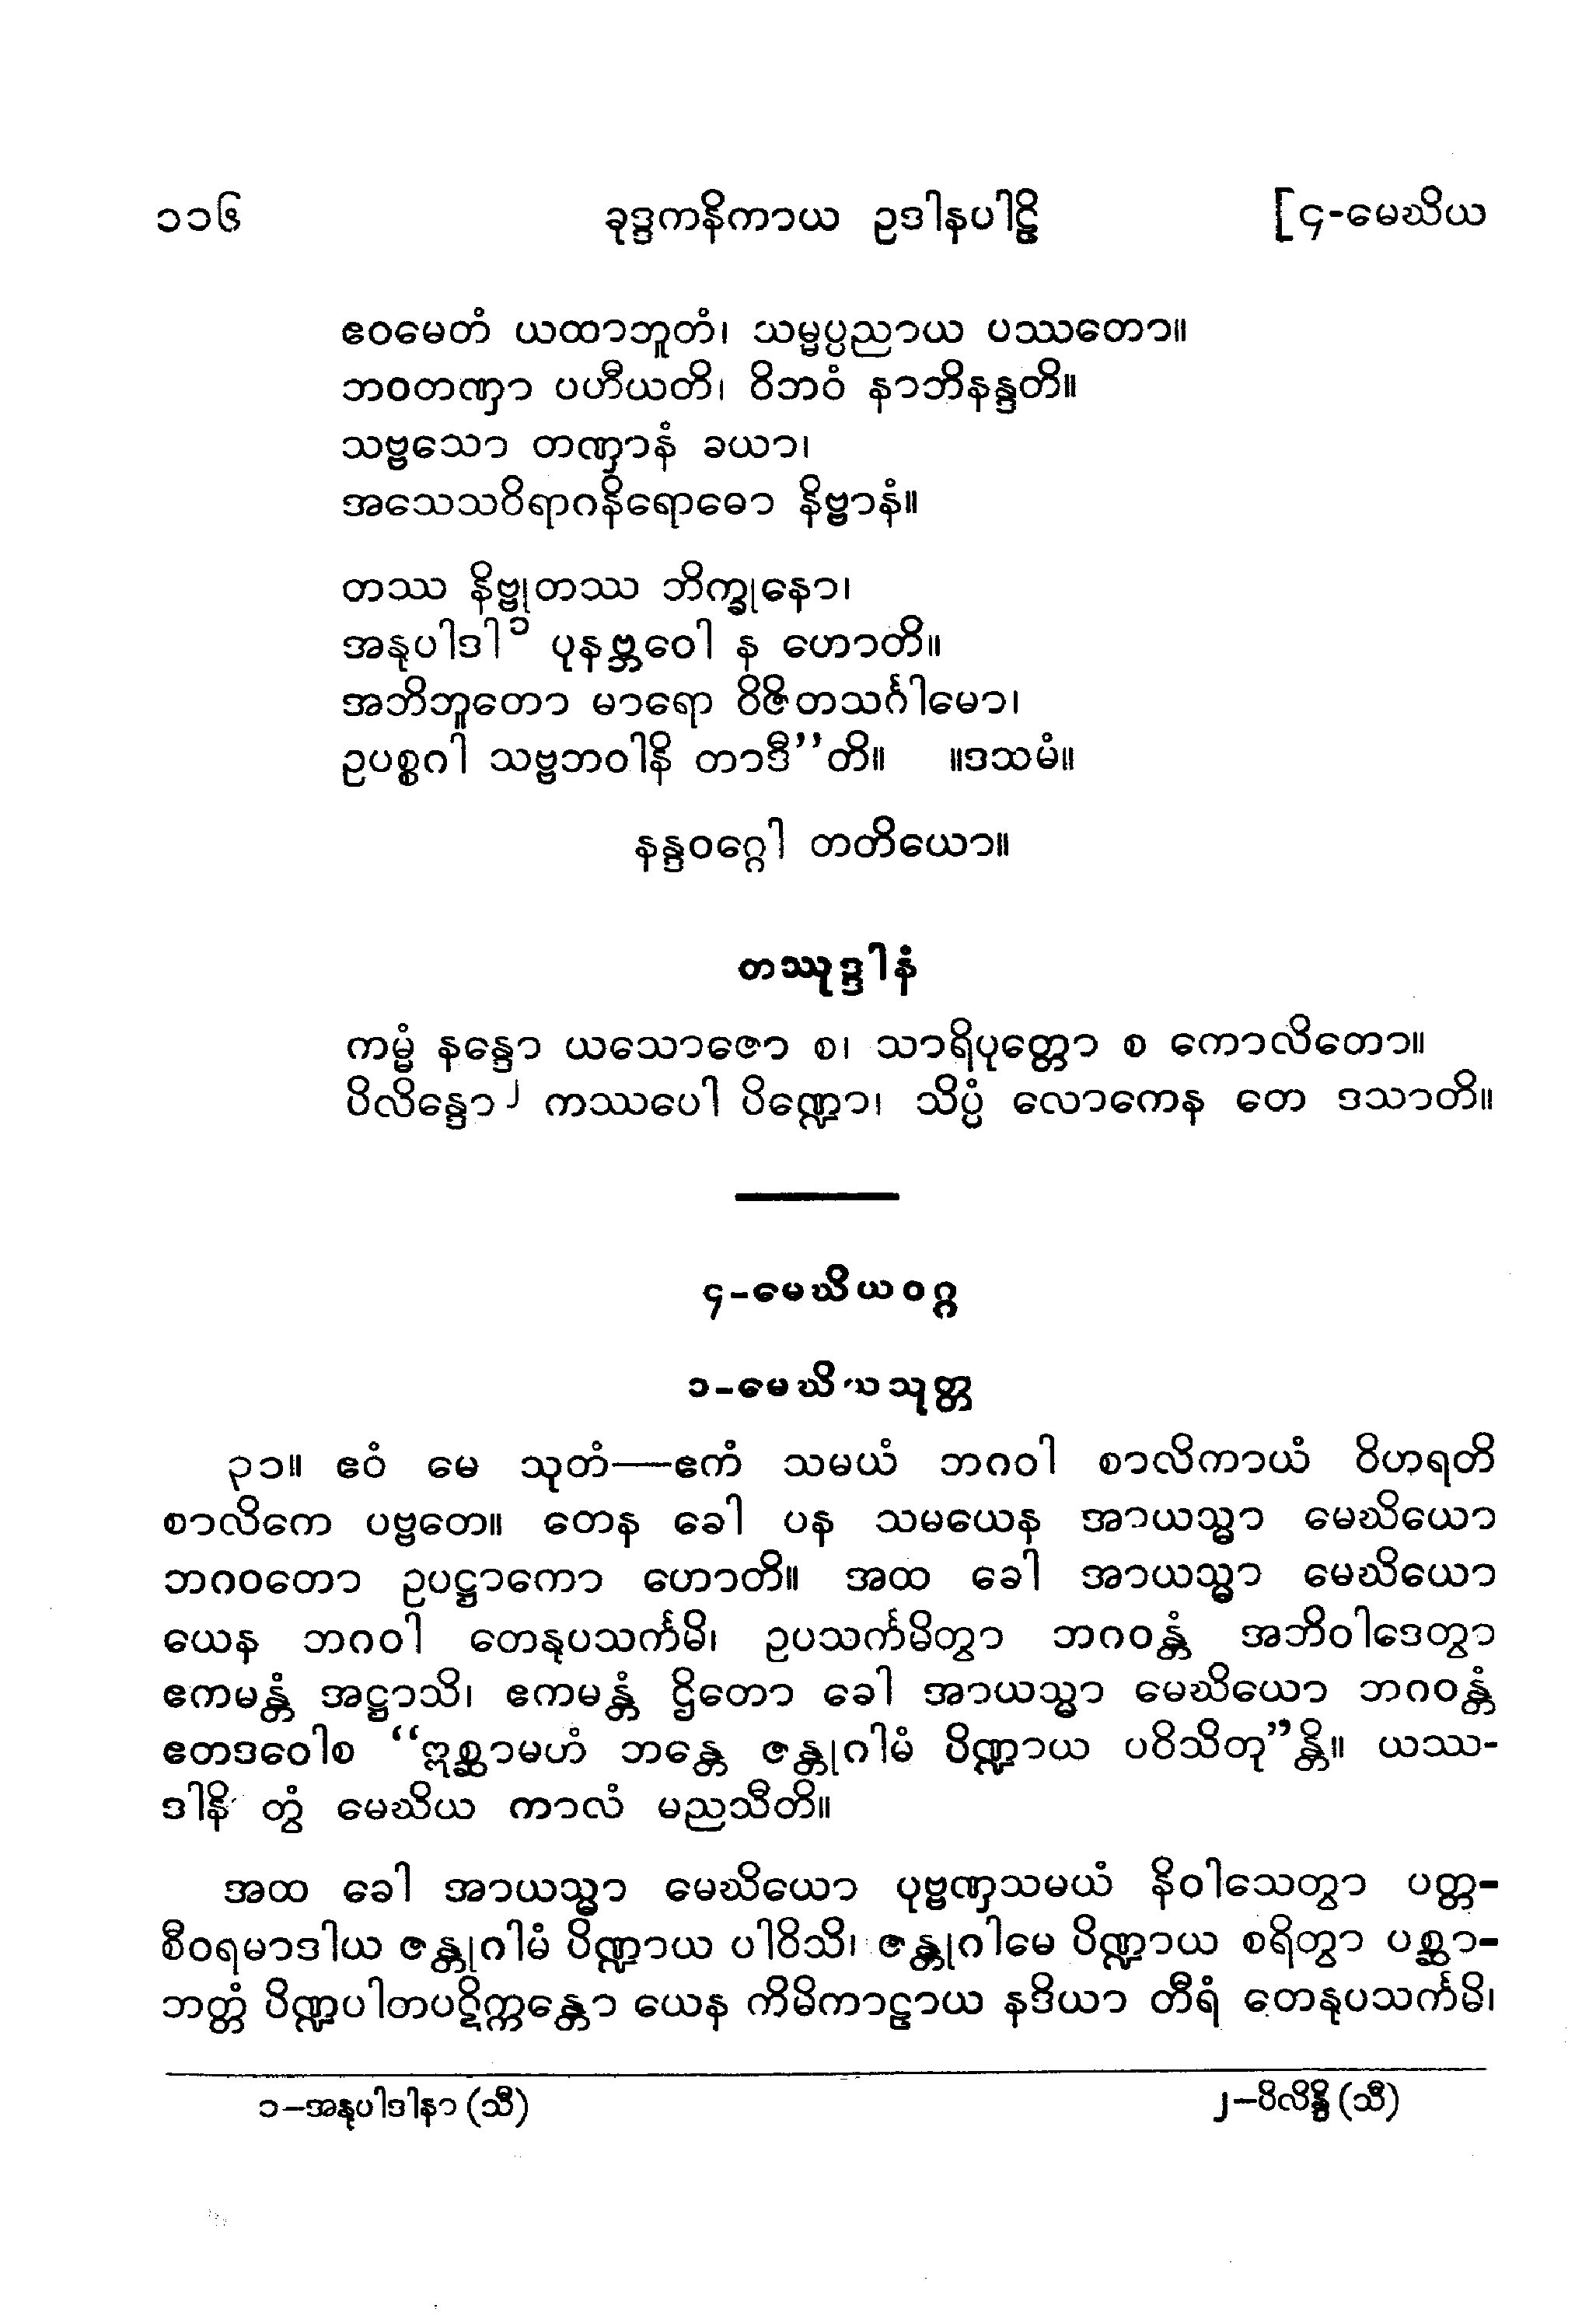 ၁၁၆ ခုဒ္ဒကနိကာယ ဥဒါနပါဠိ [၄-မေဃိယ
ဧဝမေတံ ယထာဘူတံ၊ သမ္မပ္ပညာယ ပဿတော။
ဘဝတဏှာ ပဟီယတိ၊ ဝိဘဝံ နာဘိနန္ဒတိ။
သဗ္ဗသော တဏှာနံ ခယာ၊
အသေသဝိရာဂနိရောဓော နိဗ္ဗာနံ။
တဿ နိဗ္ဗုတဿ ဘိက္ခုနော၊
အနုပါဒါ၁ ပုနဗ္ဘဝေါ န ဟောတိ။
အဘိဘူတော မာရော ဝိဇိတသင်္ဂါမော၊
ဥပစ္စဂါ သဗ္ဗဘဝါနိ တာဒီ”တိ။ ။ဒသမံ။
နန္ဒဝဂ္ဂေါ တတိယော။
တဿုဒ္ဒါနံ
ကမ္မံ နန္ဒော ယသောဇော စ၊ သာရိပုတ္တော စ ကောလိတော။
ပိလိန္ဒော၂ ကဿပေါ ပိဏ္ဍော၊ သိပ္ပံ လောကေန တေ ဒသာတိ။
၄-မေဃိယဝဂ္ဂ
၁-မေဃိယသုတ္တ
၃၁။ ဧဝံ မေ သုတံ—ဧကံ သမယံ ဘဂဝါ စာလိကာယံ ဝိဟရတိ
စာလိကေ ပဗ္ဗတေ။ တေန ခေါ ပန သမယေန အာယသ္မာ မေဃိယော
ဘဂဝတော ဥပဋ္ဌာကော ဟောတိ။ အထ ခေါ အာယသ္မာ မေဃိယော
ယေန ဘဂဝါ တေနုပသင်္ကမိ၊ ဥပသင်္ကမိတွာ ဘဂဝန္တံ အဘိဝါဒေတွာ
ဧကမန္တံ အဋ္ဌာသိ၊ ဧကမန္တံ ဌိတော ခေါ အာယသ္မာ မေဃိယော ဘဂဝန္တံ
ဧတဒဝေါစ “ဣစ္ဆာမဟံ ဘန္တေ ဇန္တုဂါမံ ပိဏ္ဍာယ ပဝိသိတု”န္တိ။ ယဿ-
ဒါနိ တွံ မေဃိယ ကာလံ မညသီတိ။
အထ ခေါ အာယသ္မာ မေဃိယော ပုဗ္ဗဏှသမယံ နိဝါသေတွာ ပတ္တ-
စီဝရမာဒါယ ဇန္တုဂါမံ ပိဏ္ဍာယ ပါဝိသိ၊ ဇန္တုဂါမေ ပိဏ္ဍာယ စရိတွာ ပစ္ဆာ-
ဘတ္တံ ပိဏ္ဍပါတပဋိက္ကန္တော ယေန ကိမိကာဠာယ နဒိယာ တီရံ တေနုပသင်္ကမိ၊
၁—အနုပါဒါနာ (သီ) ၂—ပိလိန္ဒိ (သီ)